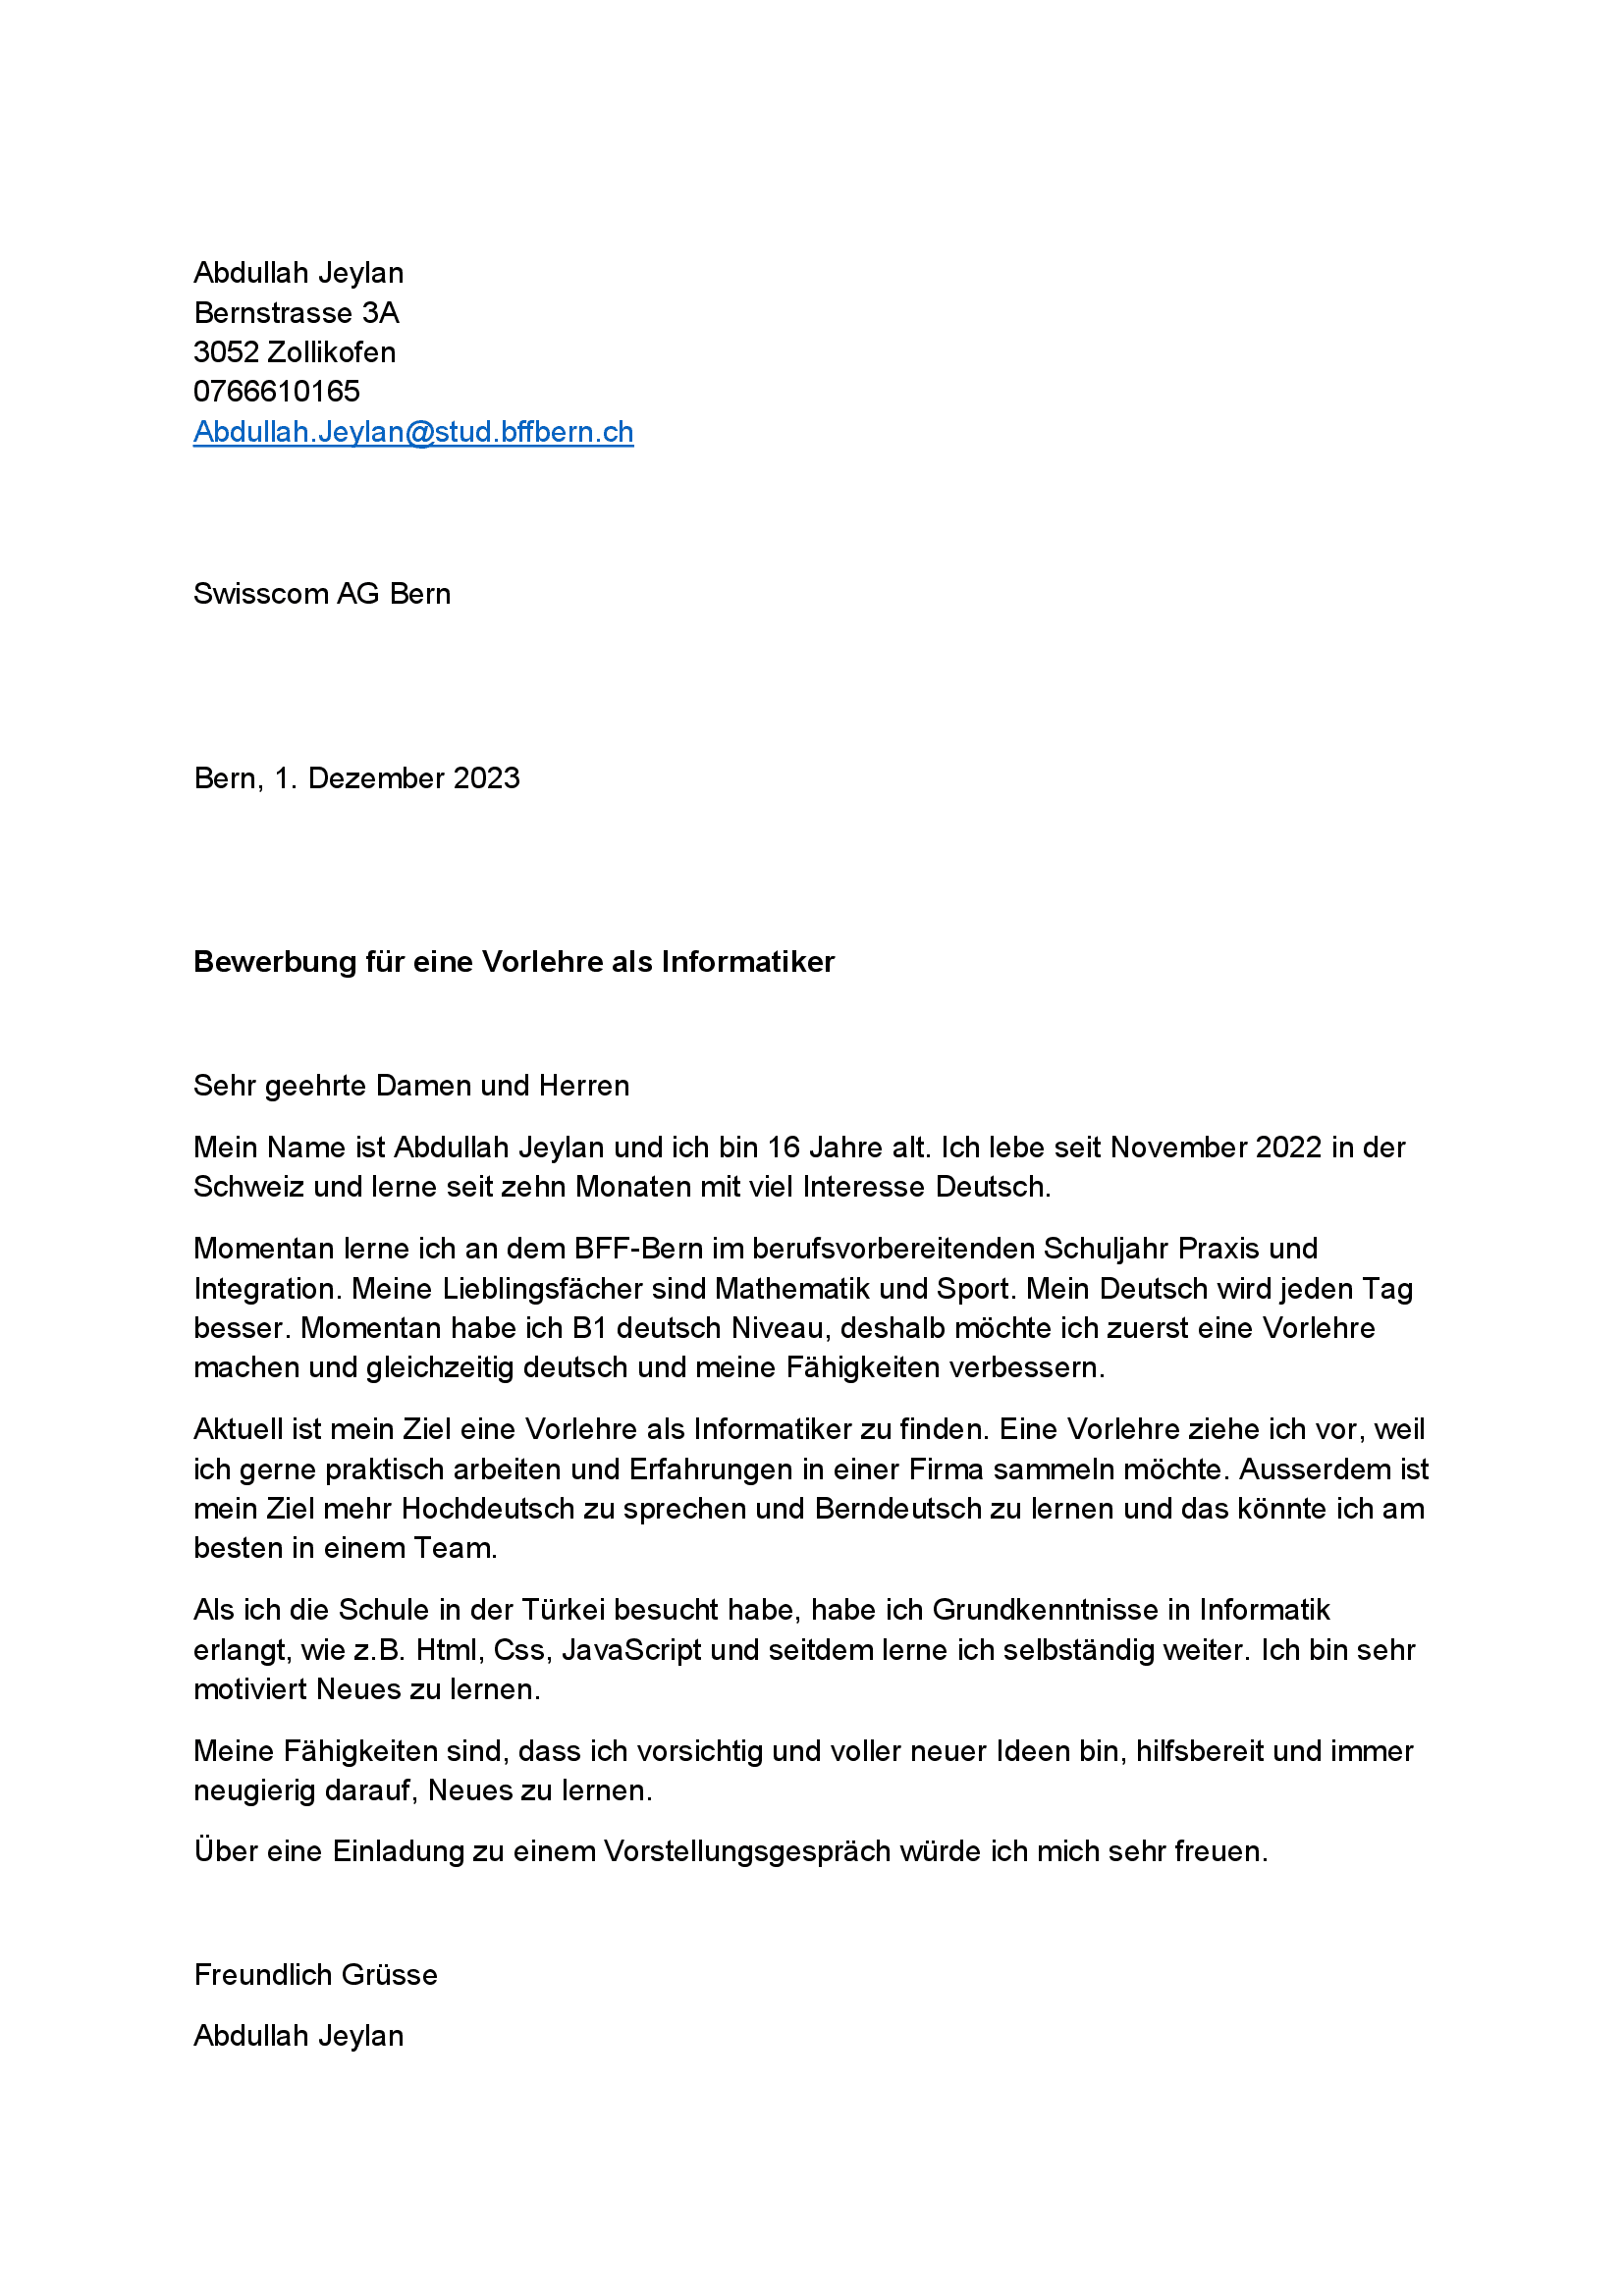 Abdullah Jeylan
Bernstrasse 3A
3052 Zollikofen
0766610165
Abdullah.Jeylan@stud.bffbern.ch
Swisscom AG Bern
Bern, 1. Dezember 2023
Bewerbung für eine Vorlehre als Informatiker
Sehr geehrte Damen und Herren
Mein Name ist Abdullah Jeylan und ich bin 16 Jahre alt. Ich lebe seit November 2022 in der
Schweiz und lerne seit zehn Monaten mit viel Interesse Deutsch.
Momentan lerne ich an dem BFF-Bern im berufsvorbereitenden Schuljahr Praxis und
Integration. Meine Lieblingsfächer sind Mathematik und Sport. Mein Deutsch wird jeden Tag
besser. Momentan habe ich B1 deutsch Niveau, deshalb möchte ich zuerst eine Vorlehre
machen und gleichzeitig deutsch und meine Fähigkeiten verbessern.
Aktuell ist mein Ziel eine Vorlehre als Informatiker zu finden. Eine Vorlehre ziehe ich vor, weil
ich gerne praktisch arbeiten und Erfahrungen in einer Firma sammeln möchte. Ausserdem ist
mein Ziel mehr Hochdeutsch zu sprechen und Berndeutsch zu lernen und das könnte ich am
besten in einem Team.
Als ich die Schule in der Türkei besucht habe, habe ich Grundkenntnisse in Informatik
erlangt, wie z.B. Html, Css, JavaScript und seitdem lerne ich selbständig weiter. Ich bin sehr
motiviert Neues zu lernen.
Meine Fähigkeiten sind, dass ich vorsichtig und voller neuer Ideen bin, hilfsbereit und immer
neugierig darauf, Neues zu lernen.
Über eine Einladung zu einem Vorstellungsgespräch würde ich mich sehr freuen.
Freundlich Grüsse
Abdullah Jeylan